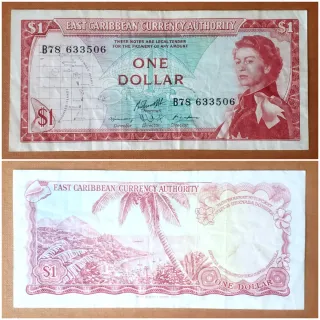 EAST CARIBBEAN CURRENCY AUTHORITY
$1
$1
THESE NOTES ARE LEGAL TENDER
FOR THE PAYMENT OF ANY AMOUNT
B78 633506
ONE
DOLLAR
B78 633506
$1
EAST CARIBBEAN CURRENCY AUTHORITY
$1
ONE DOLLAR